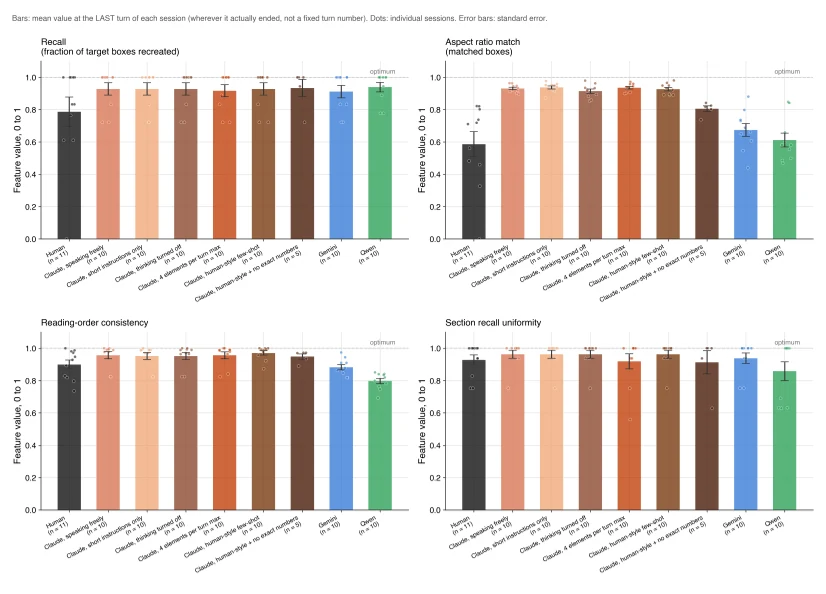 Bars: mean value at the LAST turn of each session (wherever it actually ended, not a fixed turn number). Dots: individual sessions. Error bars: standard error.
Recall
(fraction of target boxes recreated)
optimum
Feature value, 0 to 1
1.0
0.8
0.6
0.4
0.2
0.0
Human
(n = 11)
Claude, speaking freely
(n = 10)
Claude, short instructions only
(n = 10)
Claude, thinking turned off
(n = 10)
Claude, 4 elements per turn max
(n = 10)
Claude, human-style few-shot
(n = 10)
Claude, human-style + no exact numbers
(n = 5)
Gemini
(n = 10)
Qwen
(n = 10)
Aspect ratio match
(matched boxes)
optimum
Feature value, 0 to 1
1.0
0.8
0.6
0.4
0.2
0.0
Human
(n = 11)
Claude, speaking freely
(n = 10)
Claude, short instructions only
(n = 10)
Claude, thinking turned off
(n = 10)
Claude, 4 elements per turn max
(n = 10)
Claude, human-style few-shot
(n = 10)
Claude, human-style + no exact numbers
(n = 5)
Gemini
(n = 10)
Qwen
(n = 10)
Reading-order consistency
optimum
Feature value, 0 to 1
1.0
0.8
0.6
0.4
0.2
0.0
Human
(n = 11)
Claude, speaking freely
(n = 10)
Claude, short instructions only
(n = 10)
Claude, thinking turned off
(n = 10)
Claude, 4 elements per turn max
(n = 10)
Claude, human-style few-shot
(n = 10)
Claude, human-style + no exact numbers
(n = 5)
Gemini
(n = 10)
Qwen
(n = 10)
Section recall uniformity
optimum
Feature value, 0 to 1
1.0
0.8
0.6
0.4
0.2
0.0
Human
(n = 11)
Claude, speaking freely
(n = 10)
Claude, short instructions only
(n = 10)
Claude, thinking turned off
(n = 10)
Claude, 4 elements per turn max
(n = 10)
Claude, human-style few-shot
(n = 10)
Claude, human-style + no exact numbers
(n = 5)
Gemini
(n = 10)
Qwen
(n = 10)